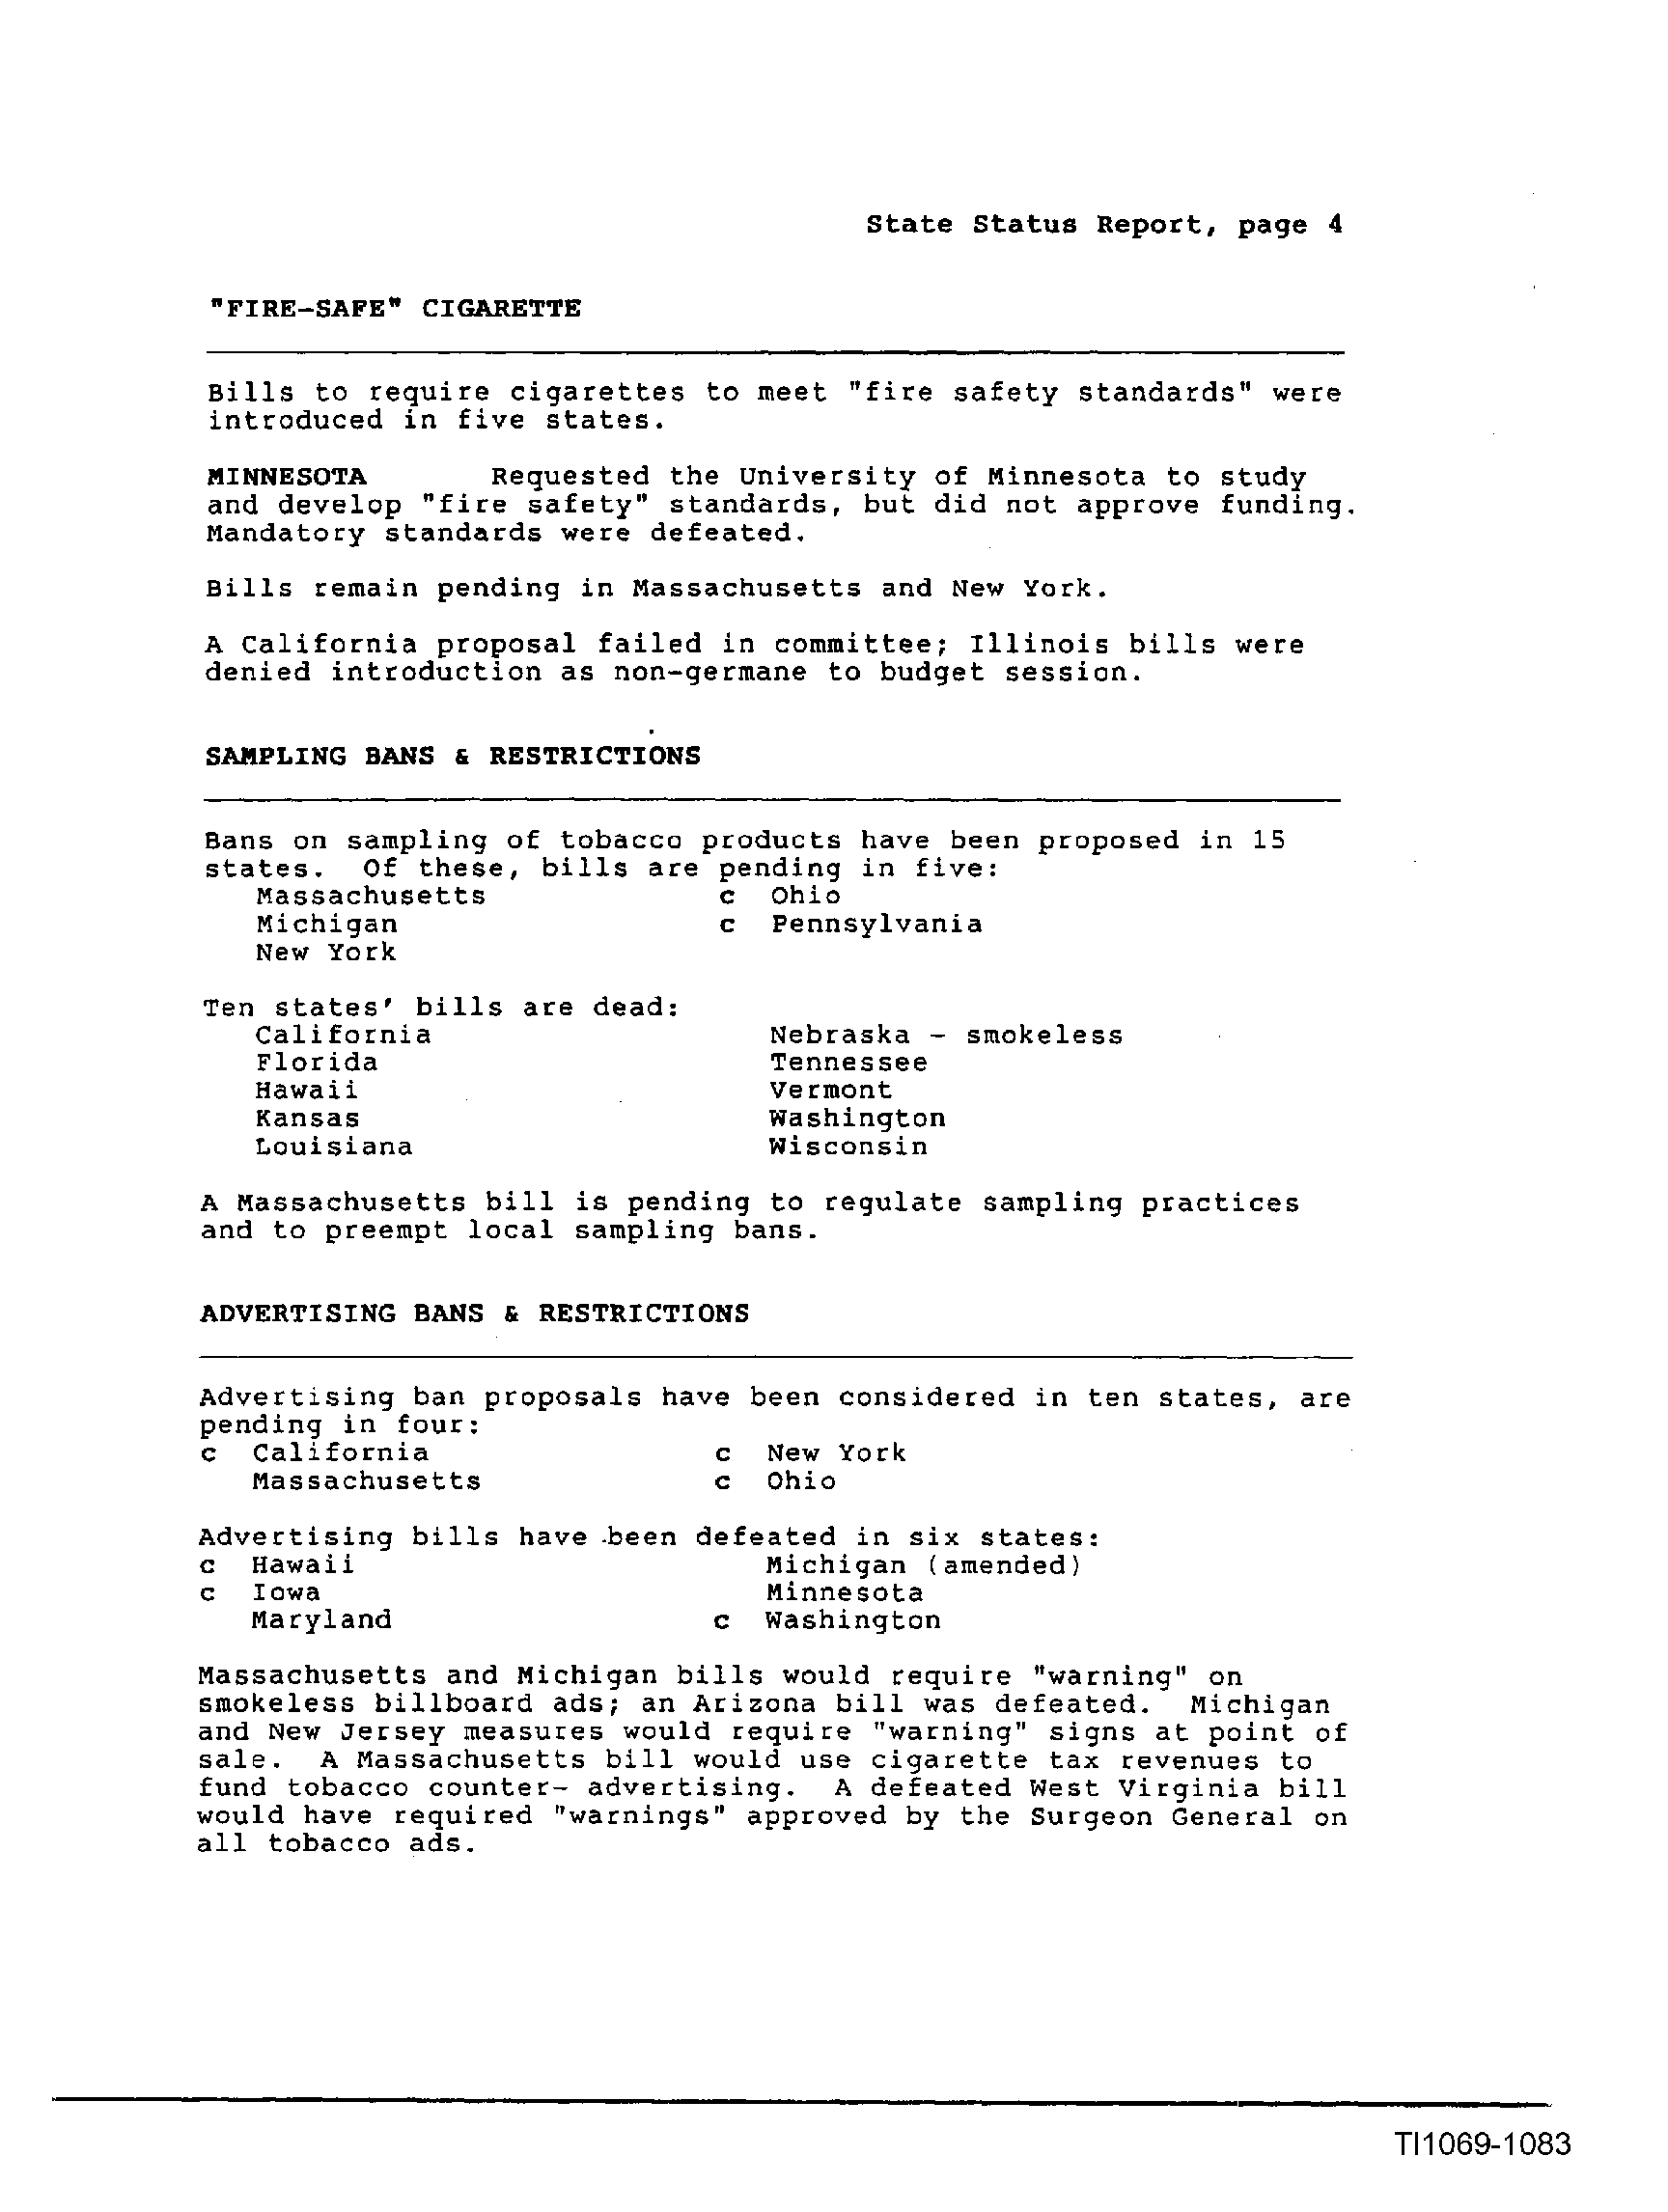 State Status Report, page 4
"FIRE-SAFE" CIGARETTE
Bills to require cigarettes to meet "fire safety standards" were
introduced in five states.
MINNESOTA Requested the University of Minnesota to study
and develop "fire safety" standards, but did not approve funding.
Mandatory standards were defeated.
Bills remain pending in Massachusetts and New York.
A California proposal failed in committee; Illinois bills were
denied introduction as non-germane to budget session.
SAMPLING BANS & RESTRICTIONS
Bans on sampling of tobacco products have been proposed in 15
states. Of these, bills are pending in five:
Massachusetts c Ohio
Michigan c Pennsylvania
New York
Ten states' bills are dead:
California Nebraska - smokeless
Florida Tennessee
Hawaii Vermont
Kansas Washington
Louisiana Wisconsin
A Massachusetts bill is pending to regulate sampling practices
and to preempt local sampling bans.
ADVERTISING BANS & RESTRICTIONS
Advertising ban proposals have been considered in ten states, are
pending in four:
c California c New York
Massachusetts c Ohio
Advertising bills have been defeated in six states:
c Hawaii Michigan (amended)
c Iowa Minnesota
Maryland c Washington
Massachusetts and Michigan bills would require "warning" on
smokeless billboard ads; an Arizona bill was defeated. Michigan
and New Jersey measures would require "warning" signs at point of
sale. A Massachusetts bill would use cigarette tax revenues to
fund tobacco counter- advertising. A defeated West Virginia bill
would have required "warnings" approved by the Surgeon General on
all tobacco ads.
TI1069-1083